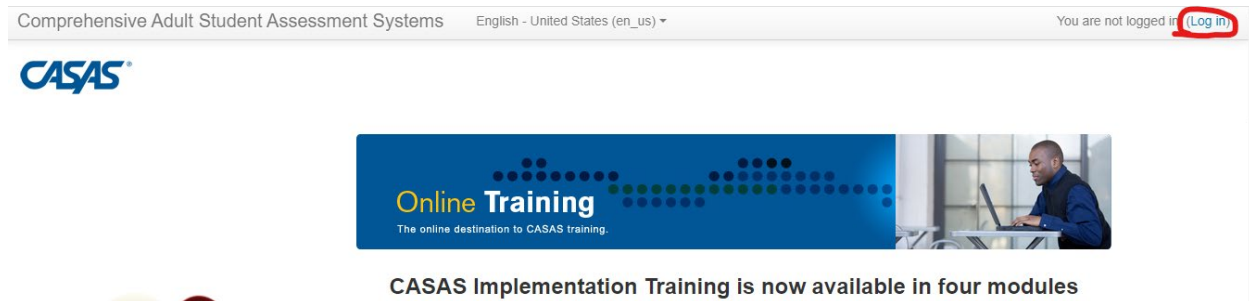 Comprehensive Adult Student Assessment Systems English - United States (en_us) You are not logged in (Log in)
CASAS
Online Training
The online destination to CASAS training.
CASAS Implementation Training is now available in four modules